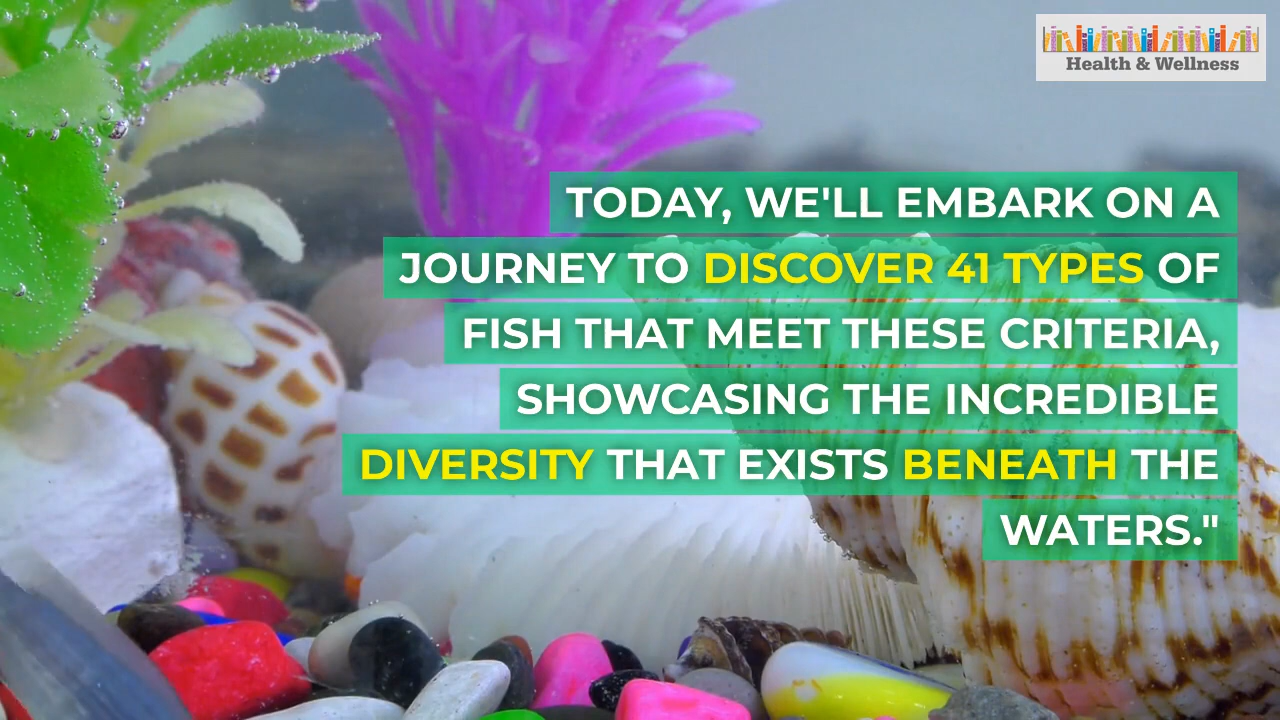 Health & Wellness
TODAY, WE'LL EMBARK ON A
JOURNEY TO DISCOVER 41 TYPES OF
FISH THAT MEET THESE CRITERIA,
SHOWCASING THE INCREDIBLE
DIVERSITY THAT EXISTS BENEATH THE
WATERS."